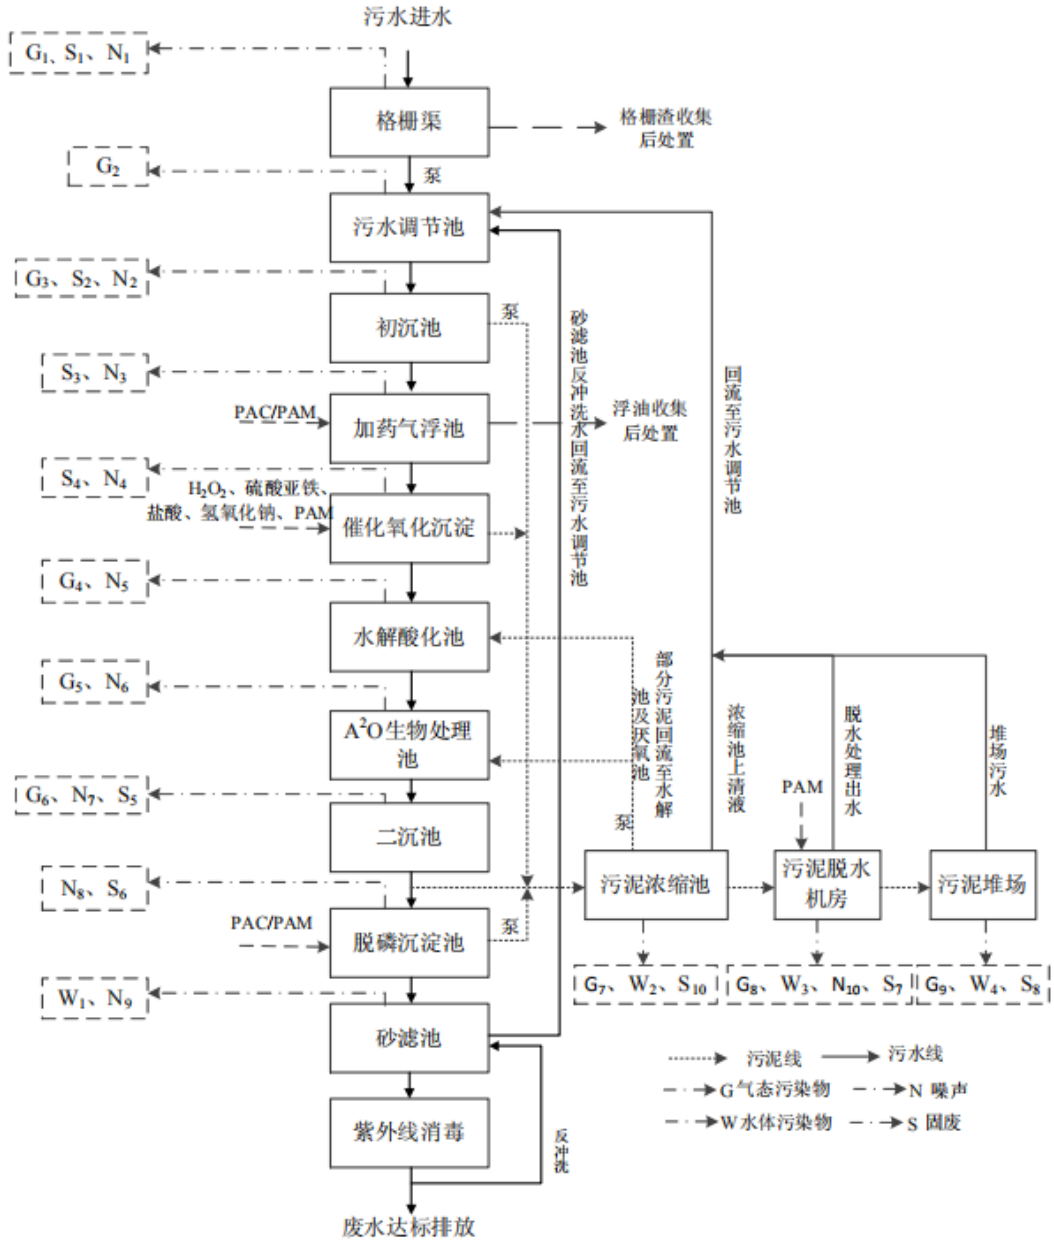 污水进水
G₁、S₁、N₁
格栅渠
格栅渣收集
后处置
G₂
泵
污水调节池
G₃、S₂、N₂
初沉池
泵
砂滤池反冲洗水回流至污水调节池
回流至污水调节池
S₃、N₃
PAC/PAM
加药气浮池
浮油收集
后处置
S₄、N₄
H₂O₂、硫酸亚铁、
盐酸、氢氧化钠、PAM
催化氧化沉淀
G₄、N₅
水解酸化池
部分污泥回流至水解
池及厌氧池
G₅、N₆
A²O生物处理
池
浓缩池上清液
脱水处理出水
堆场污水
G₆、N₇、S₅
二沉池
泵
PAM
N₈、S₆
污泥浓缩池
污泥脱水
机房
污泥堆场
PAC/PAM
脱磷沉淀池
泵
W₁、N₉
G₇、W₂、S₁₀
G₈、W₃、N₁₀、S₇
G₉、W₄、S₈
砂滤池
污泥线
污水线
G气态污染物
N 噪声
W水体污染物
S 固废
紫外线消毒
反冲洗
废水达标排放